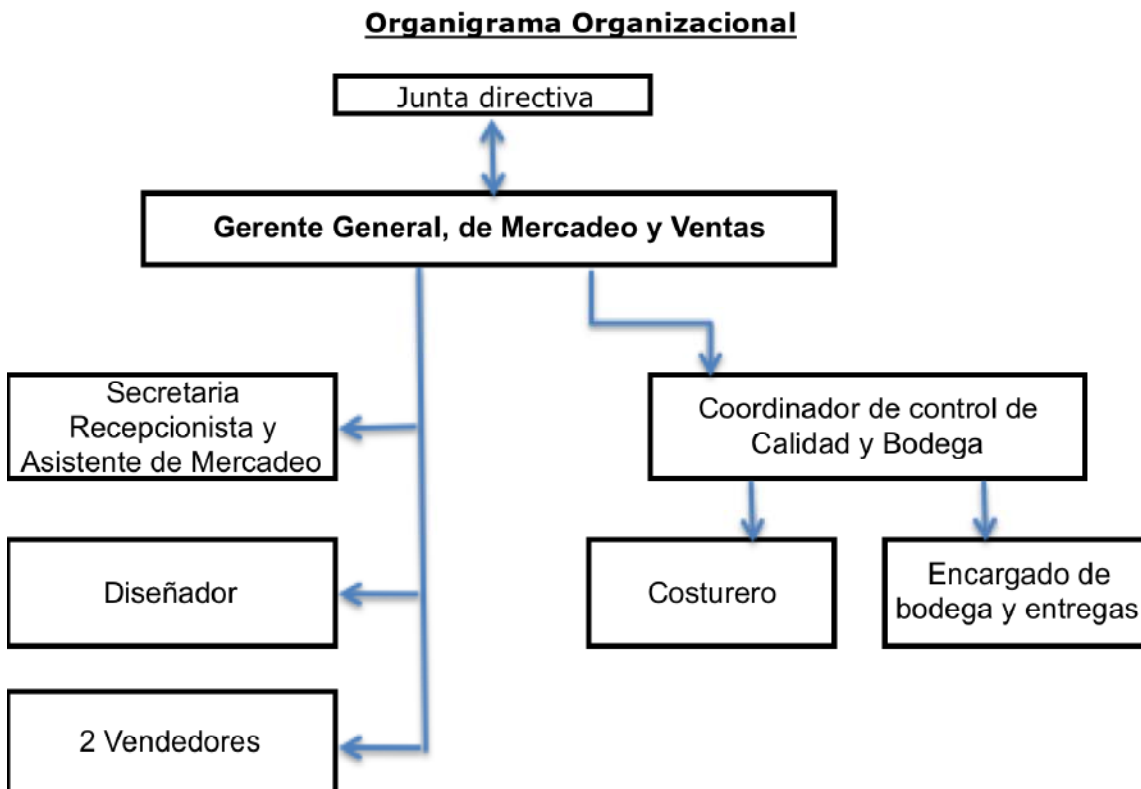 Organigrama Organizacional
Junta directiva
Gerente General, de Mercadeo y Ventas
Secretaria
Recepcionista y
Asistente de Mercadeo
Coordinador de control de
Calidad y Bodega
Diseñador
Costurero
Encargado de
bodega y entregas
2 Vendedores